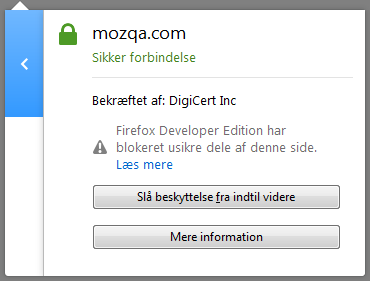 mozqa.com
Sikker forbindelse
Bekræftet af: DigiCert Inc
Firefox Developer Edition har
blokeret usikre dele af denne side.
Læs mere
Slå beskyttelse fra indtil videre
Mere information